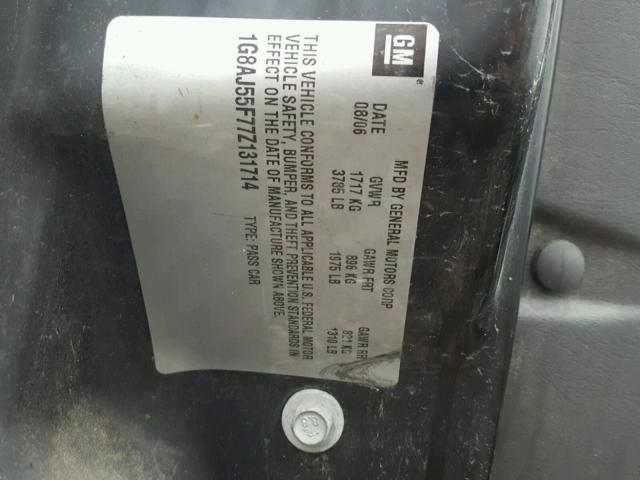 GM
MFD BY GENERAL MOTORS CORP
DATE GVWR GAWR FRT GAWR RR
08/06 1717 KG 896 KG 821 KG
3785 LB 1975 LB 1810 LB
THIS VEHICLE CONFORMS TO ALL APPLICABLE U.S. FEDERAL MOTOR
VEHICLE SAFETY, BUMPER, AND THEFT PREVENTION STANDARDS IN
EFFECT ON THE DATE OF MANUFACTURE SHOWN ABOVE.
1G8AJ55F77Z131714 TYPE: PASS CAR